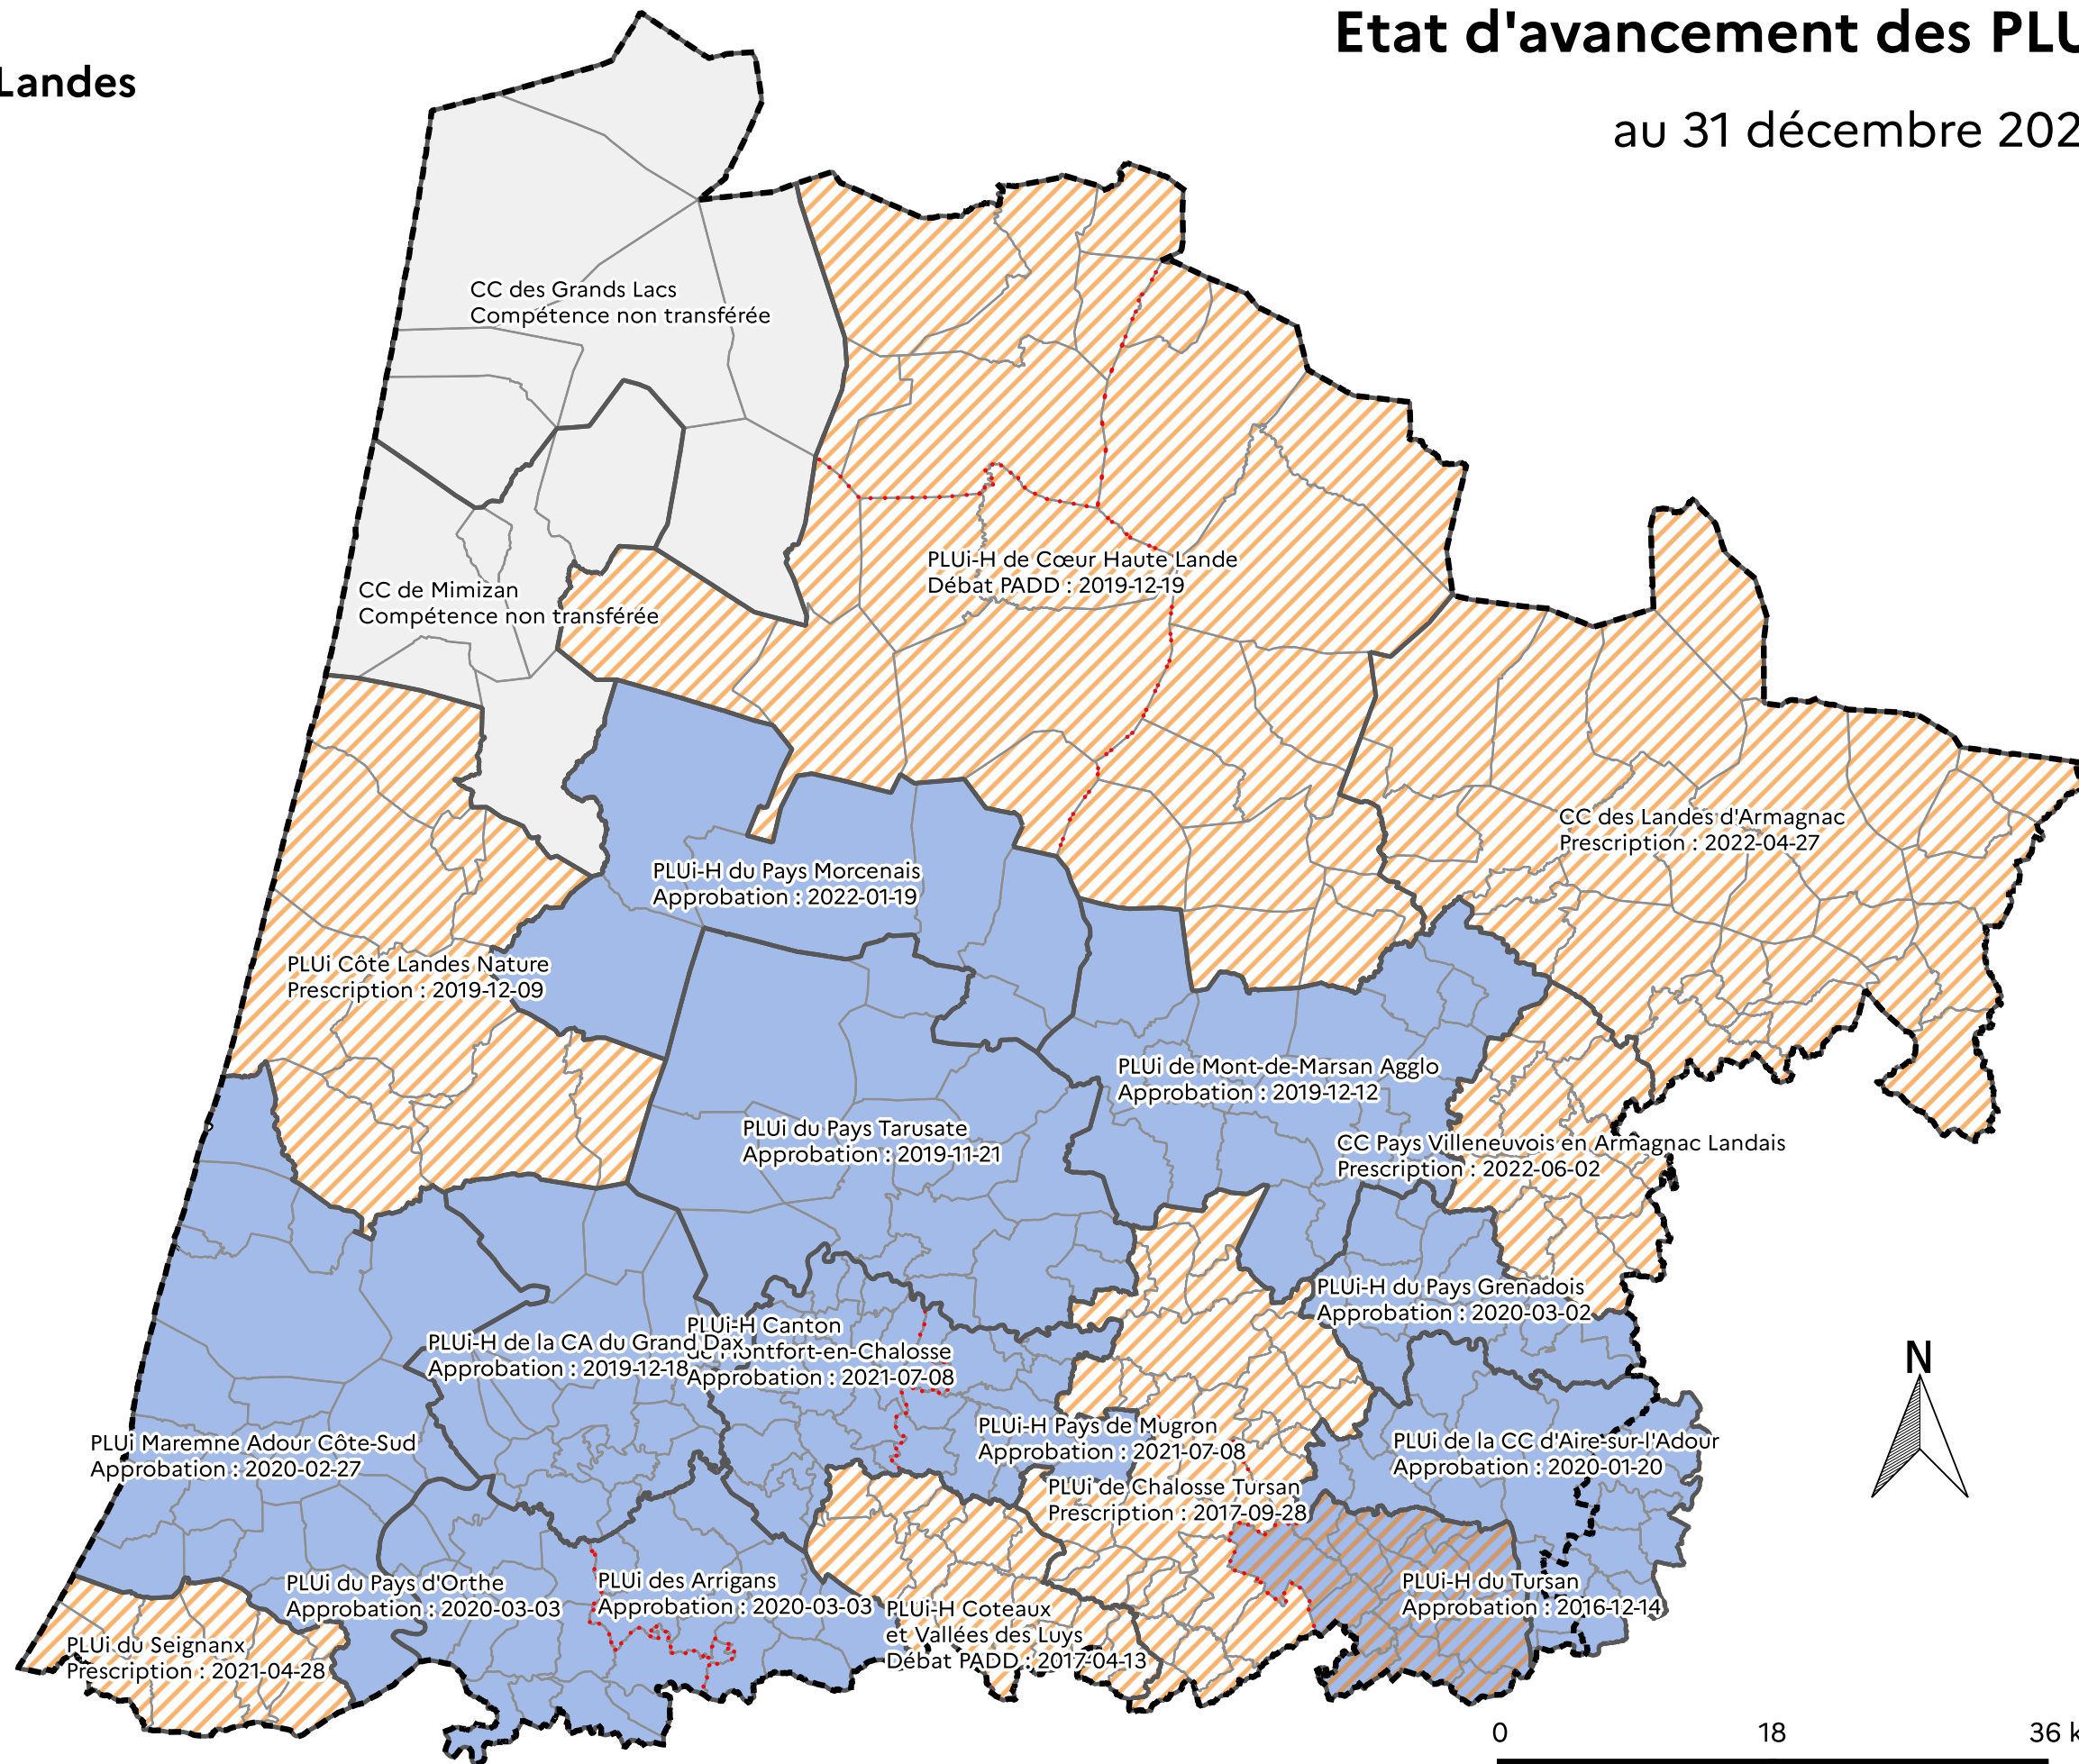 Etat d'avancement des PLU
Landes
au 31 décembre 202
CC des Grands Lacs
Compétence non transférée
PLUi-H de Cœur Haute Lande
Débat PADD : 2019-12-19
CC de Mimizan
Compétence non transférée
CC des Landes d'Armagnac
Prescription : 2022-04-27
PLUi-H du Pays Morcenais
Approbation : 2022-01-19
PLUi Côte Landes Nature
Prescription : 2019-12-09
PLUi de Mont-de-Marsan Agglo
Approbation : 2019-12-12
PLUi du Pays Tarusate
Approbation : 2019-11-21
CC Pays Villeneuvois en Armagnac Landais
Prescription : 2022-06-02
PLUi-H du Pays Grenadois
Approbation : 2020-03-02
PLUi-H Canton
de Montfort-en-Chalosse
Approbation : 2021-07-08
PLUi-H de la CA du Grand Dax
Approbation : 2019-12-18
N
PLUi-H Pays de Mugron
Approbation : 2021-07-08
PLUi Maremne Adour Côte-Sud
Approbation : 2020-02-27
PLUi de la CC d'Aire-sur-l'Adour
Approbation : 2020-01-20
PLUi de Chalosse Tursan
Prescription : 2017-09-28
PLUi du Pays d'Orthe
Approbation : 2020-03-03
PLUi des Arrigans
Approbation : 2020-03-03
PLUi-H du Tursan
Approbation : 2016-12-14
PLUi-H Coteaux
et Vallées des Luys
Débat PADD : 2017-04-13
PLUi du Seignanx
Prescription : 2021-04-28
0 18 36 k